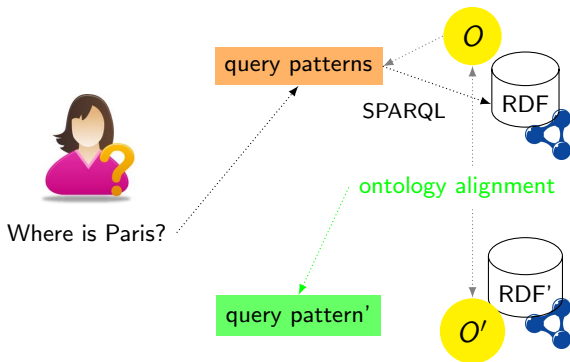 O
query patterns
RDF
SPARQL
ontology alignment
Where is Paris?
RDF'
query pattern'
O'